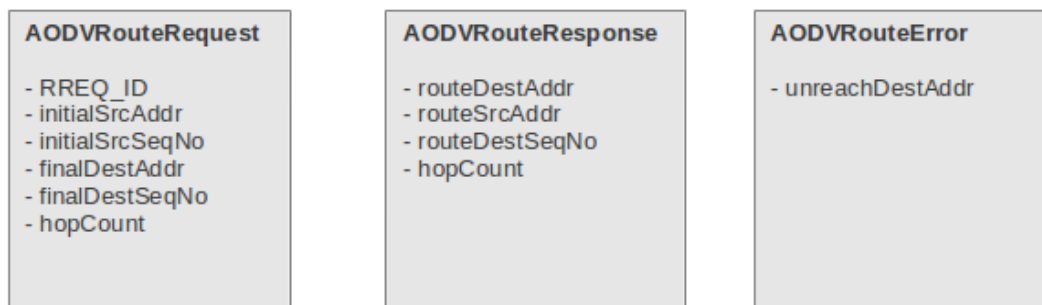 AODVRouteRequest
- RREQ_ID
- initialSrcAddr
- initialSrcSeqNo
- finalDestAddr
- finalDestSeqNo
- hopCount
AODVRouteResponse
- routeDestAddr
- routeSrcAddr
- routeDestSeqNo
- hopCount
AODVRouteError
- unreachDestAddr